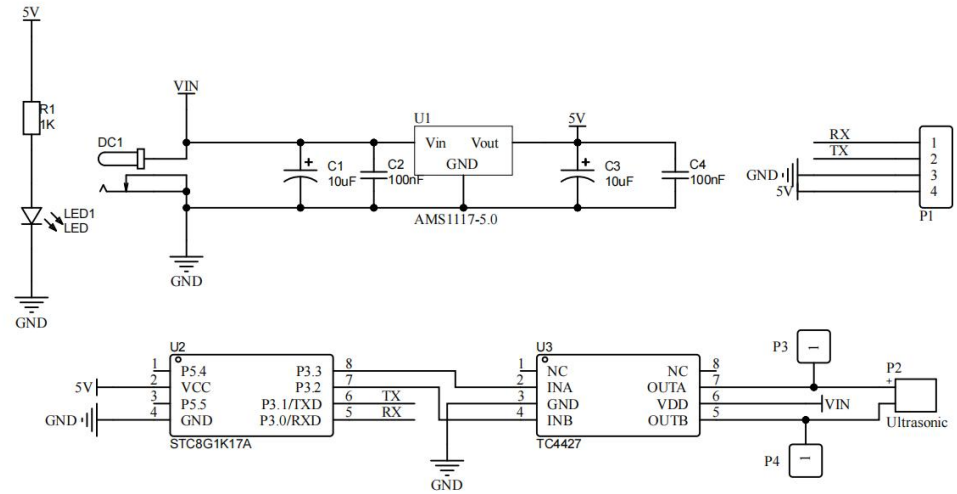 5V
R1
1K
LED1
LED
GND
VIN
DC1
GND
C1
10uF
C2
100nF
U1
Vin Vout
GND
AMS1117-5.0
5V
C3
10uF
C4
100nF
RX 1
TX 2
GND 3
5V 4
P1
U2
1 P5.4 P3.3 8
5V 2 VCC P3.2 7
3 P5.5 P3.1/TXD 6 TX
GND 4 GND P3.0/RXD 5 RX
STC8G1K17A
GND
U3
1 NC NC 8
2 INA OUTA 7
3 GND VDD 6 VIN
4 INB OUTB 5
TC4427
P3
1
P2
+
Ultrasonic
P4
1